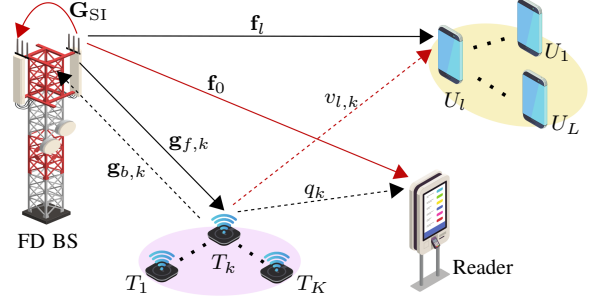 G_SI
f_l
U_1
f_0
v_{l,k}
U_l
U_L
g_{f,k}
g_{b,k}
q_k
FD BS
T_k
Reader
T_1
T_K